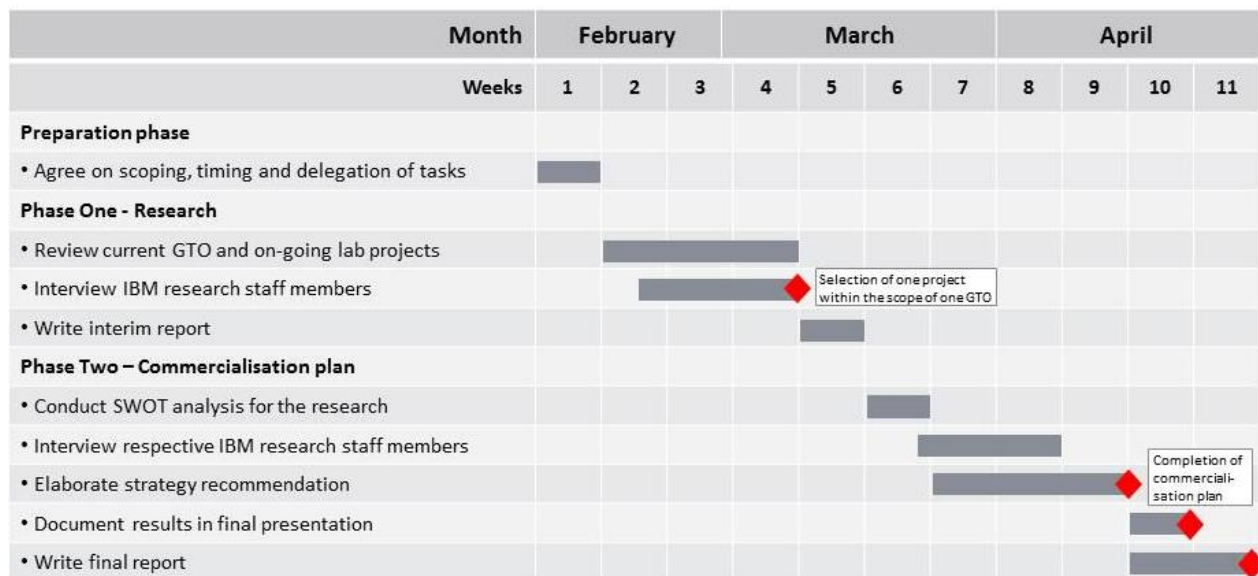 Month February March April
Weeks 1 2 3 4 5 6 7 8 9 10 11
Preparation phase
• Agree on scoping, timing and delegation of tasks
Phase One - Research
• Review current GTO and on-going lab projects
• Interview IBM research staff members
Selection of one project
within the scope of one GTO
• Write interim report
Phase Two – Commercialisation plan
• Conduct SWOT analysis for the research
• Interview respective IBM research staff members
• Elaborate strategy recommendation
Completion of
commerciali-
sation plan
• Document results in final presentation
• Write final report